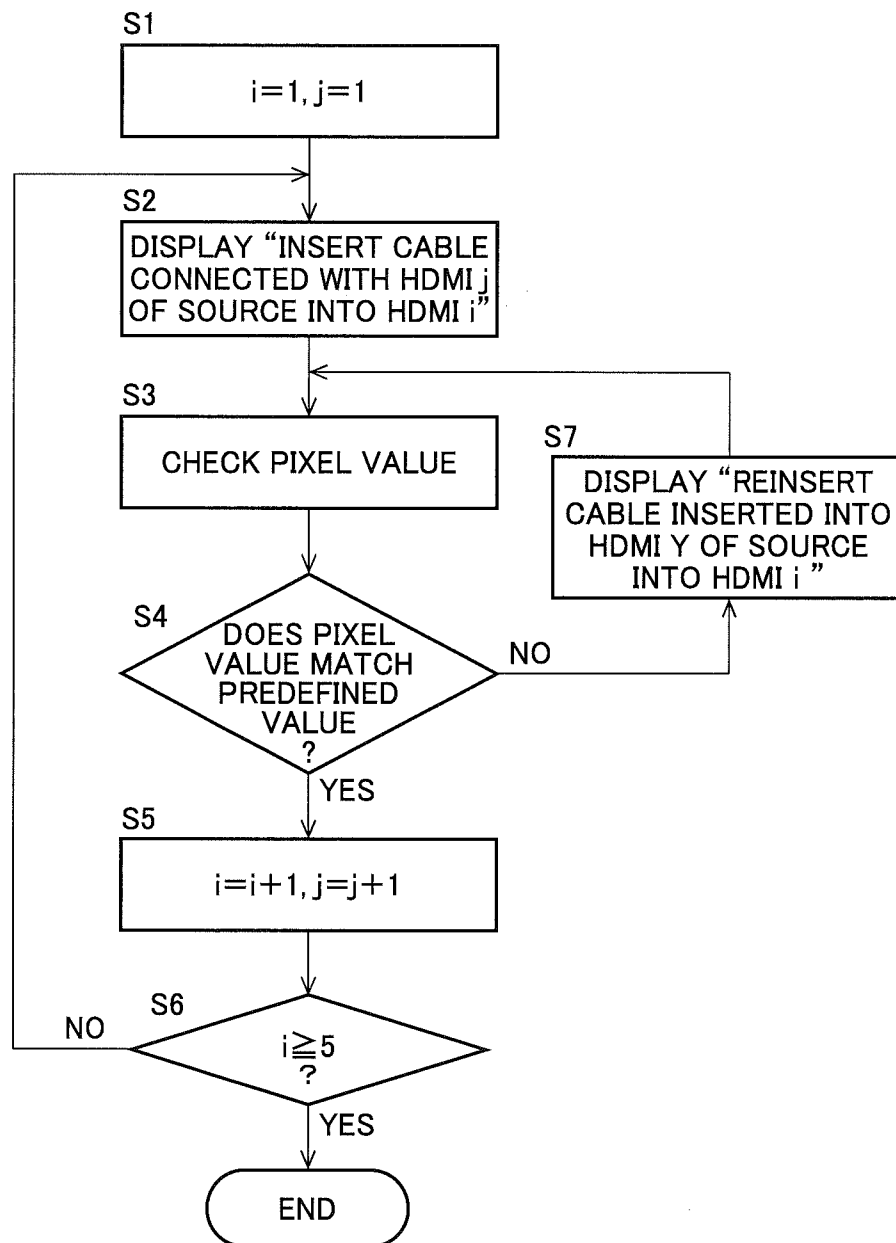 S1
i=1, j=1
S2
DISPLAY “INSERT CABLE
CONNECTED WITH HDMI j
OF SOURCE INTO HDMI i”
S3
CHECK PIXEL VALUE
S7
DISPLAY “REINSERT
CABLE INSERTED INTO
HDMI Y OF SOURCE
INTO HDMI i ”
S4
DOES PIXEL
VALUE MATCH
PREDEFINED
VALUE
?
NO
YES
S5
i=i+1, j=j+1
S6
i≧5
?
NO
YES
END